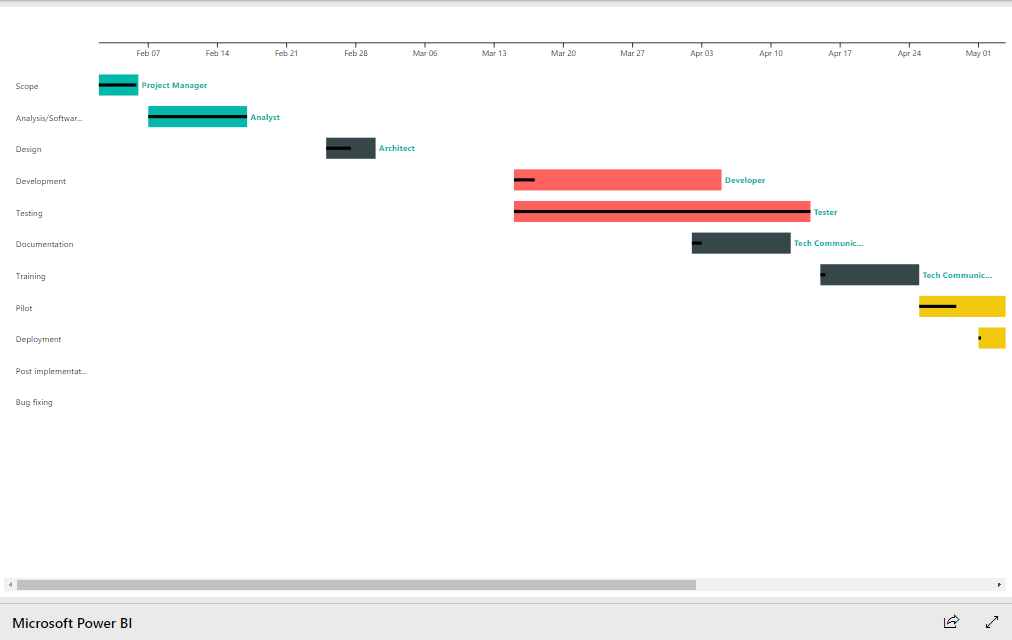 Feb 07 Feb 14 Feb 21 Feb 28 Mar 06 Mar 13 Mar 20 Mar 27 Apr 03 Apr 10 Apr 17 Apr 24 May 01
Scope Project Manager
Analysis/Softwar... Analyst
Design Architect
Development Developer
Testing Tester
Documentation Tech Communic...
Training Tech Communic...
Pilot
Deployment
Post implementat...
Bug fixing
Microsoft Power BI